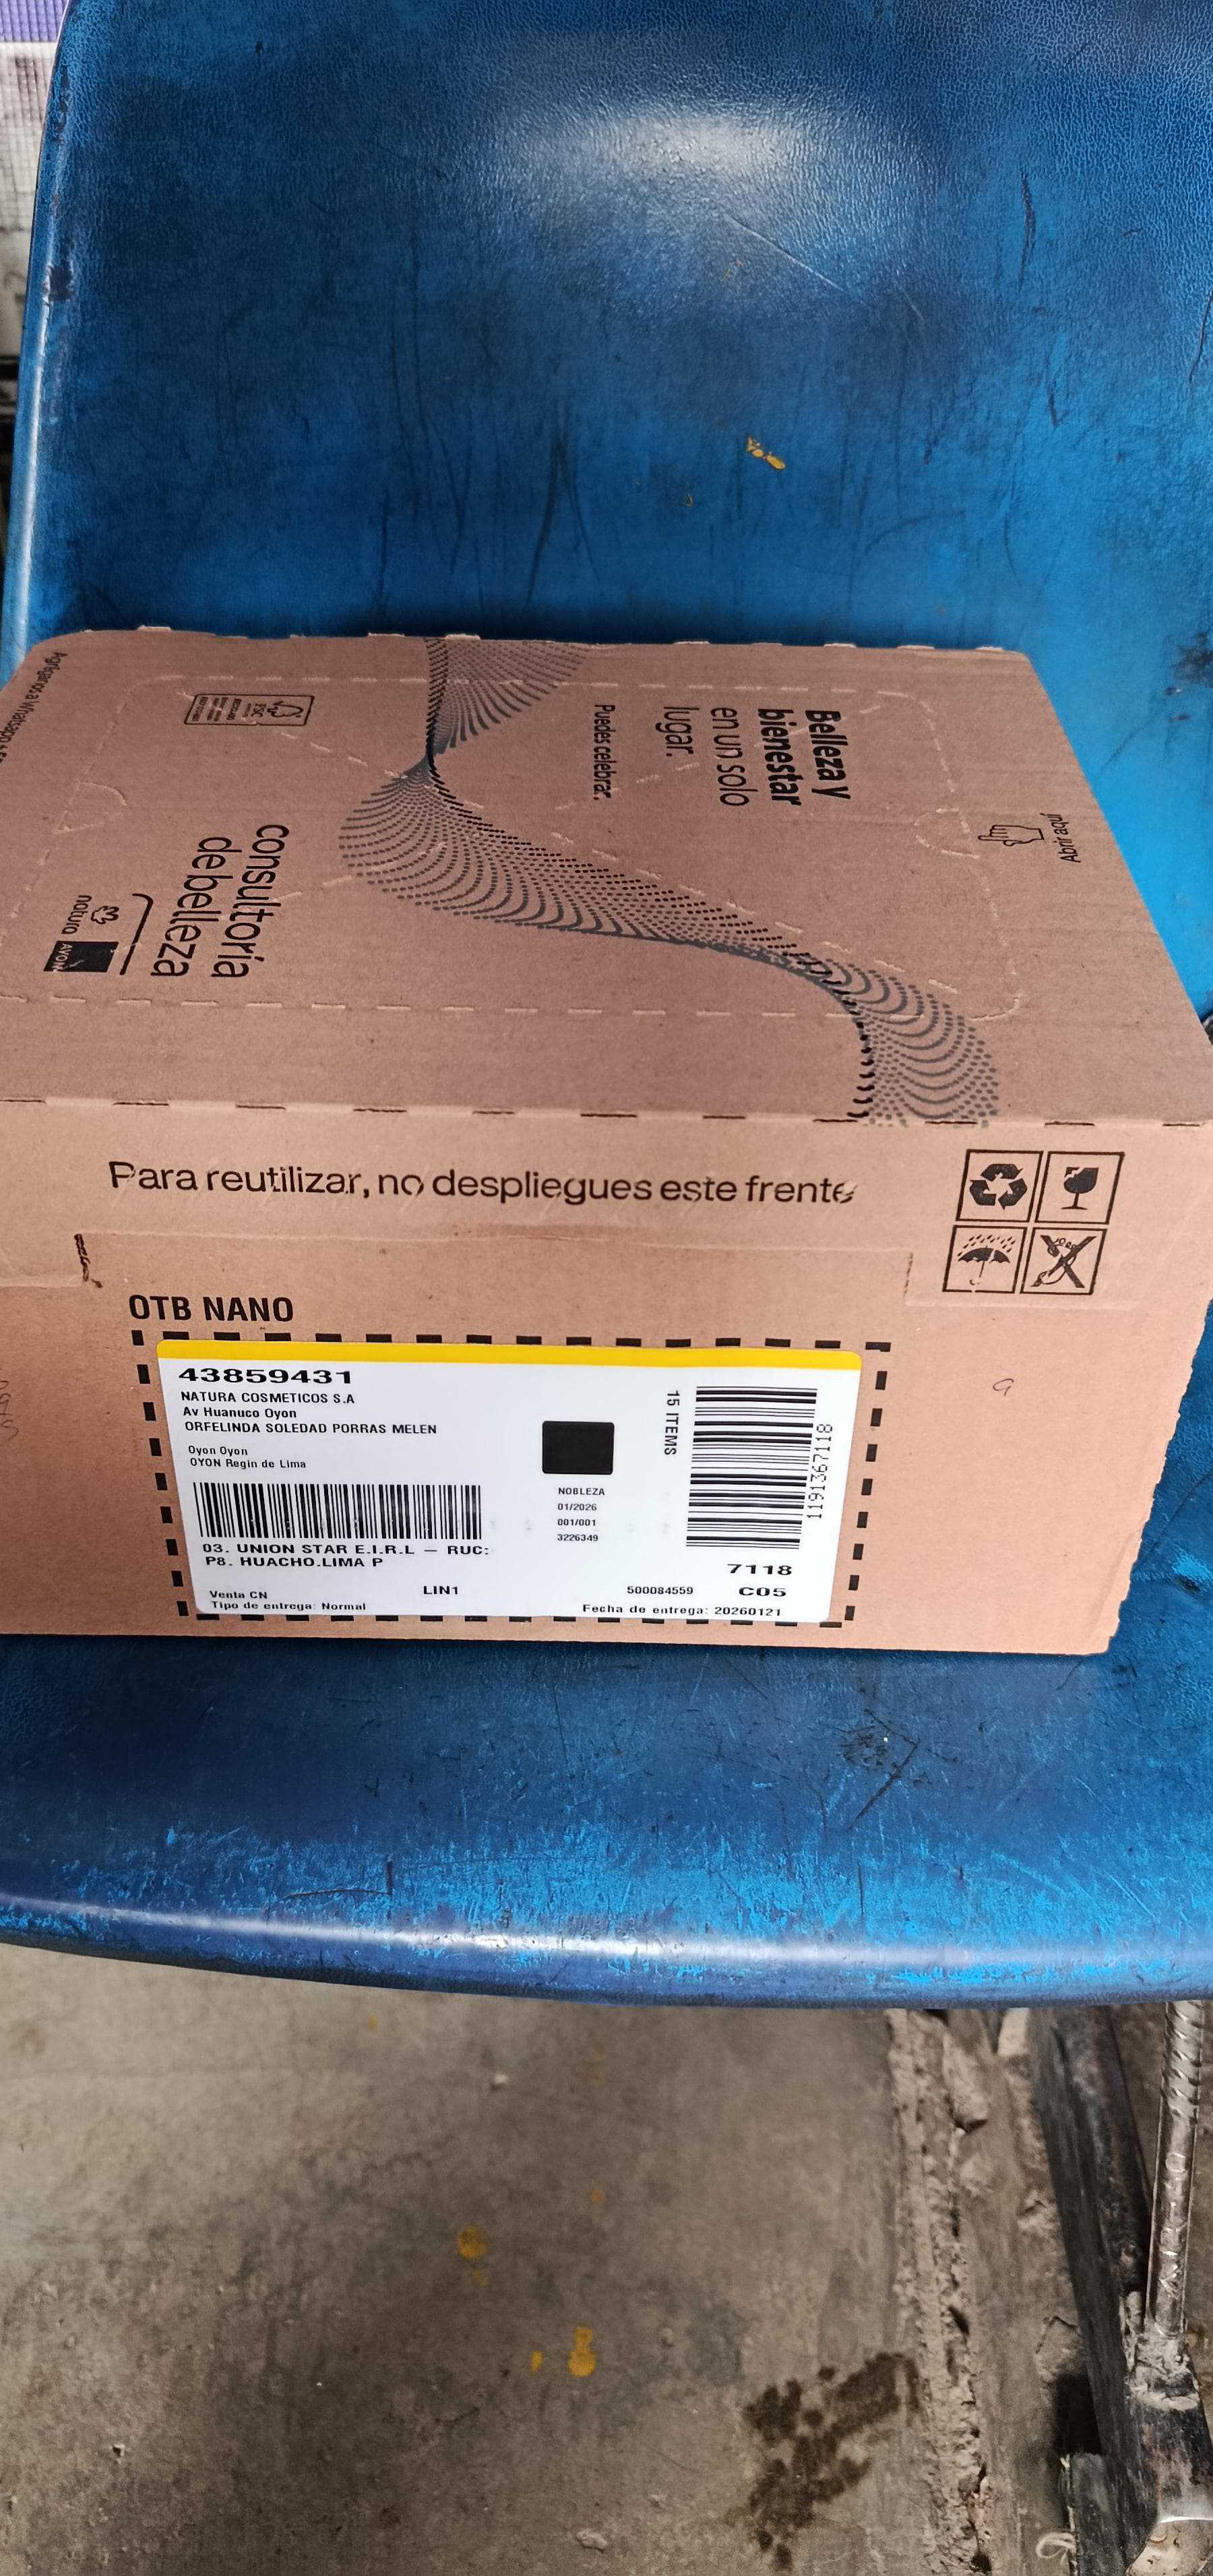 Agréganos a Whatsapp
FSC
Belleza y
bienestar
en un solo
lugar.
Puedes celebrar.
Abrir aquí
consultoría
de belleza
natura
AVON
Para reutilizar, no despliegues este frente
OTB NANO
43859431
NATURA COSMETICOS S.A
Av Huanuco Oyon
ORFELINDA SOLEDAD PORRAS MELEN
Oyon Oyon
OYON Regin de Lima
03. UNION STAR E.I.R.L – RUC:
P8. HUACHO.LIMA P
Venta CN
LIN1
Tipo de entrega: Normal
NOBLEZA
01/2026
001/001
3226349
15 ITEMS
1191367118
7118
500084559
C05
Fecha de entrega: 20260121